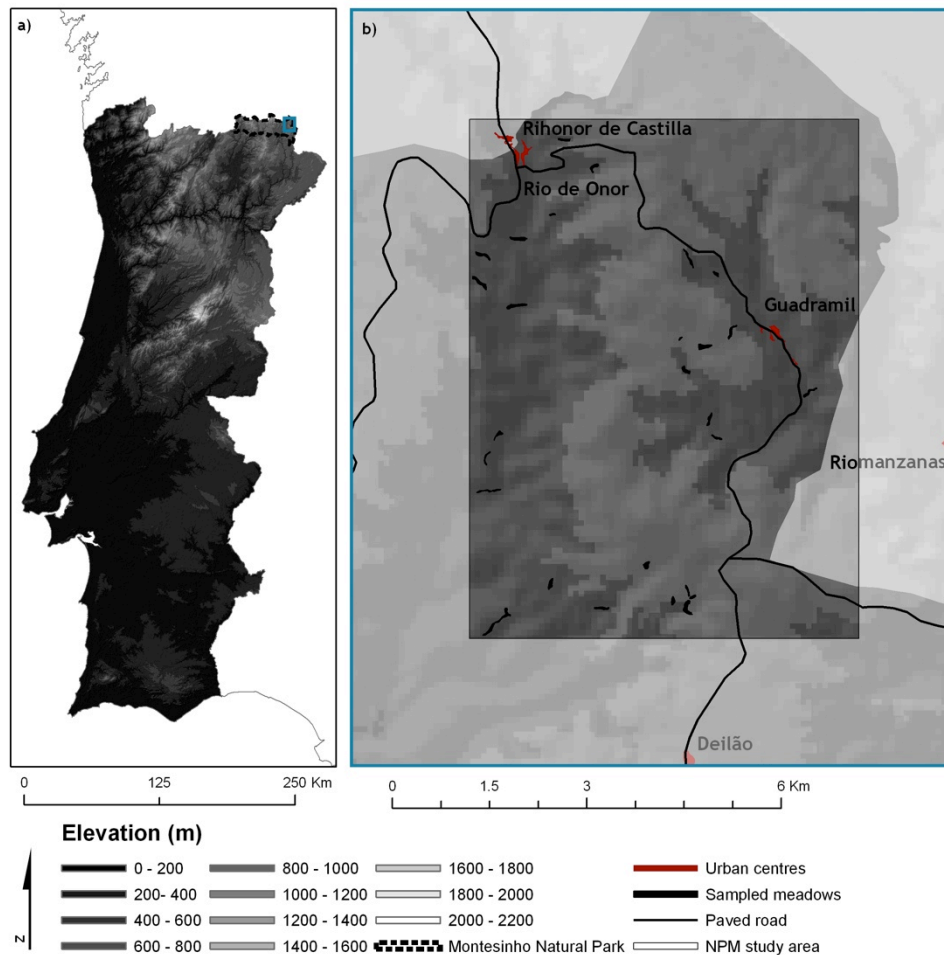 a)
b)
Rihonor de Castilla
Rio de Onor
Guadramil
Riomanzanas
Deilão
0 125 250 Km
0 1.5 3 6 Km
Elevation (m)
0 - 200
200- 400
400 - 600
600 - 800
800 - 1000
1000 - 1200
1200 - 1400
1400 - 1600
1600 - 1800
1800 - 2000
2000 - 2200
Montesinho Natural Park
Urban centres
Sampled meadows
Paved road
NPM study area
N